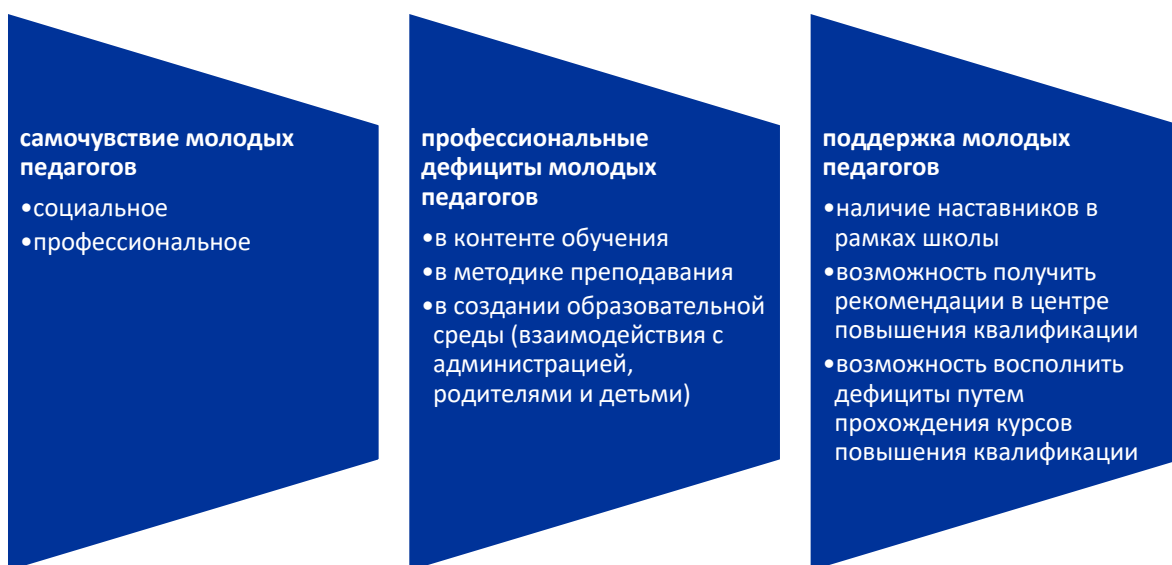 самочувствие молодых
педагогов
•социальное
•профессиональное
профессиональные
дефициты молодых
педагогов
•в контенте обучения
•в методике преподавания
•в создании образовательной
среды (взаимодействия с
администрацией,
родителями и детьми)
поддержка молодых
педагогов
•наличие наставников в
рамках школы
•возможность получить
рекомендации в центре
повышения квалификации
•возможность восполнить
дефициты путем
прохождения курсов
повышения квалификации